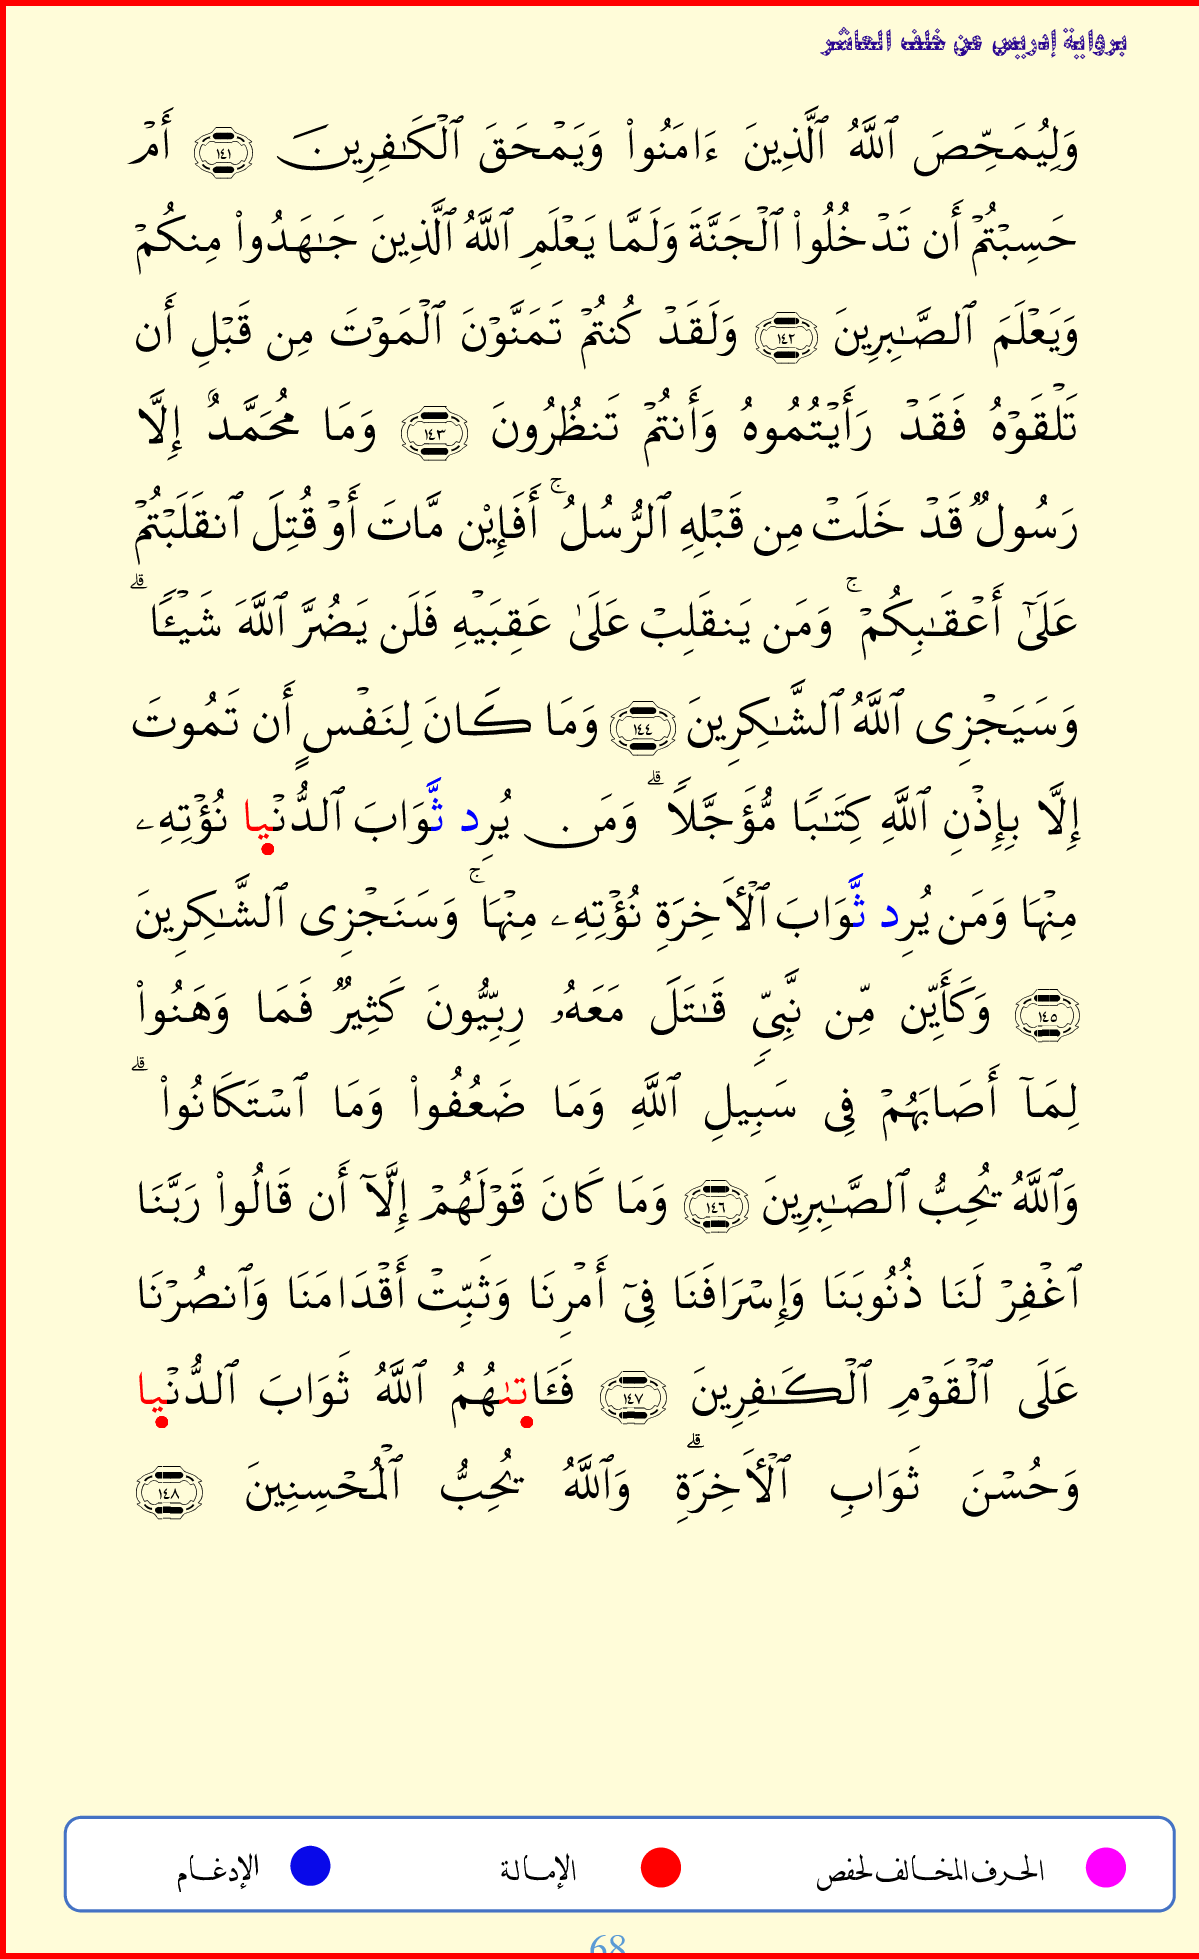 برواية إدريس عن خلف العاشر
وَلِيُمَحِّصَ ٱللَّهُ ٱلَّذِينَ ءَامَنُوا۟ وَيَمْحَقَ ٱلْكَـٰفِرِينَ ١٤١ أَمْ
حَسِبْتُمْ أَن تَدْخُلُوا۟ ٱلْجَنَّةَ وَلَمَّا يَعْلَمِ ٱللَّهُ ٱلَّذِينَ جَـٰهَدُوا۟ مِنكُمْ
وَيَعْلَمَ ٱلصَّـٰبِرِينَ ١٤٢ وَلَقَدْ كُنتُمْ تَمَنَّوْنَ ٱلْمَوْتَ مِن قَبْلِ أَن
تَلْقَوْهُ فَقَدْ رَأَيْتُمُوهُ وَأَنتُمْ تَنظُرُونَ ١٤٣ وَمَا مُحَمَّدٌ إِلَّا
رَسُولٌ قَدْ خَلَتْ مِن قَبْلِهِ ٱلرُّسُلُ ۚ أَفَإِي۟ن مَّاتَ أَوْ قُتِلَ ٱنقَلَبْتُمْ
عَلَىٰٓ أَعْقَـٰبِكُمْ ۚ وَمَن يَنقَلِبْ عَلَىٰ عَقِبَيْهِ فَلَن يَضُرَّ ٱللَّهَ شَيْـًٔا ۗ
وَسَيَجْزِى ٱللَّهُ ٱلشَّـٰكِرِينَ ١٤٤ وَمَا كَانَ لِنَفْسٍ أَن تَمُوتَ
إِلَّا بِإِذْنِ ٱللَّهِ كِتَـٰبًا مُّؤَجَّلًا ۗ وَمَن يُرِد ثَّوَابَ ٱلدُّنْيا نُؤْتِهِۦ
مِنْهَا وَمَن يُرِد ثَّوَابَ ٱلْأَخِرَةِ نُؤْتِهِۦ مِنْهَا ۚ وَسَنَجْزِى ٱلشَّـٰكِرِينَ
١٤٥ وَكَأَيِّن مِّن نَّبِىٍّ قَـٰتَلَ مَعَهُۥ رِبِّيُّونَ كَثِيرٌ فَمَا وَهَنُوا۟
لِمَآ أَصَابَهُمْ فِى سَبِيلِ ٱللَّهِ وَمَا ضَعُفُوا۟ وَمَا ٱسْتَكَانُوا۟ ۗ
وَٱللَّهُ يُحِبُّ ٱلصَّـٰبِرِينَ ١٤٦ وَمَا كَانَ قَوْلَهُمْ إِلَّآ أَن قَالُوا۟ رَبَّنَا
ٱغْفِرْ لَنَا ذُنُوبَنَا وَإِسْرَافَنَا فِىٓ أَمْرِنَا وَثَبِّتْ أَقْدَامَنَا وَٱنصُرْنَا
عَلَى ٱلْقَوْمِ ٱلْكَـٰفِرِينَ ١٤٧ فَـَٔاتىٰهُمُ ٱللَّهُ ثَوَابَ ٱلدُّنْيا
وَحُسْنَ ثَوَابِ ٱلْأَخِرَةِ ۗ وَٱللَّهُ يُحِبُّ ٱلْمُحْسِنِينَ ١٤٨
الحرف المخالف لحفص الإمالة الإدغام
68